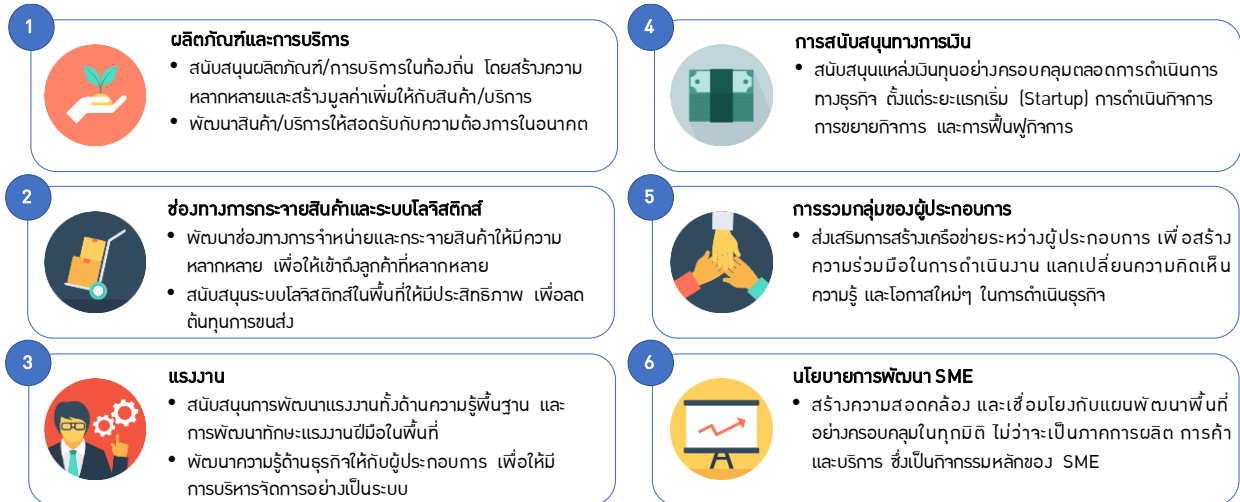 1
ผลิตภัณฑ์และการบริการ
• สนับสนุนผลิตภัณฑ์/การบริการในท้องถิ่น โดยสร้างความ
หลากหลายและสร้างมูลค่าเพิ่มให้กับสินค้า/บริการ
• พัฒนาสินค้า/บริการให้สอดรับกับความต้องการในอนาคต
2
ช่องทางการกระจายสินค้าและระบบโลจิสติกส์
• พัฒนาช่องทางการจำหน่ายและกระจายสินค้าให้มีความ
หลากหลาย เพื่อให้เข้าถึงลูกค้าที่หลากหลาย
• สนับสนุนระบบโลจิสติกส์ในพื้นที่ให้มีประสิทธิภาพ เพื่อลด
ต้นทุนการขนส่ง
3
แรงงาน
• สนับสนุนการพัฒนาแรงงานทั้งด้านความรู้พื้นฐาน และ
การพัฒนาทักษะแรงงานฝีมือในพื้นที่
• พัฒนาความรู้ด้านธุรกิจให้กับผู้ประกอบการ เพื่อให้มี
การบริหารจัดการอย่างเป็นระบบ
4
การสนับสนุนทางการเงิน
• สนับสนุนแหล่งเงินทุนอย่างครอบคลุมตลอดการดำเนินการ
ทางธุรกิจ ตั้งแต่ระยะแรกเริ่ม (Startup) การดำเนินกิจการ
การขยายกิจการ และการฟื้นฟูกิจการ
5
การรวมกลุ่มของผู้ประกอบการ
• ส่งเสริมการสร้างเครือข่ายระหว่างผู้ประกอบการ เพื่อสร้าง
ความร่วมมือในการดำเนินงาน แลกเปลี่ยนความคิดเห็น
ความรู้ และโอกาสใหม่ๆ ในการดำเนินธุรกิจ
6
นโยบายการพัฒนา SME
• สร้างความสอดคล้อง และเชื่อมโยงกับแผนพัฒนาพื้นที่
อย่างครอบคลุมในทุกมิติ ไม่ว่าจะเป็นภาคการผลิต การค้า
และบริการ ซึ่งเป็นกิจกรรมหลักของ SME